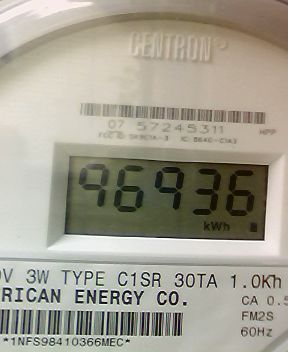 CENTRON®
07 57245311 HPP
96936
kWh
3W TYPE C1SR 30TA 1.0Kh
RICAN ENERGY CO.
CA 0.5
FM2S
60Hz
*1NFS98410366MEC*